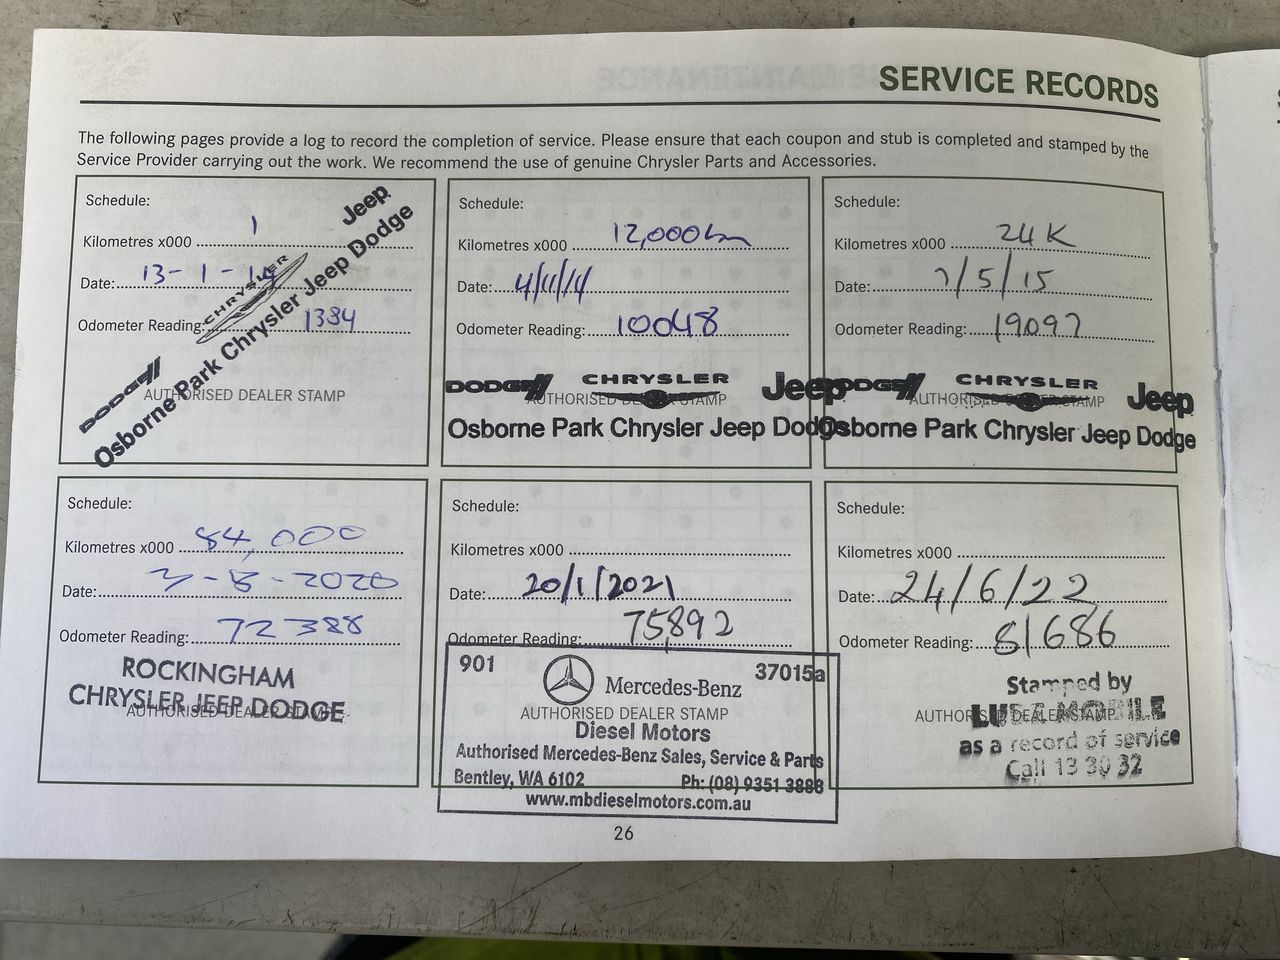 SERVICE RECORDS
The following pages provide a log to record the completion of service. Please ensure that each coupon and stub is completed and stamped by the
Service Provider carrying out the work. We recommend the use of genuine Chrysler Parts and Accessories.
Schedule:
Kilometres x000 1
Date: 13-1-14
Odometer Reading: 1384
AUTHORISED DEALER STAMP
DODGE CHRYSLER Jeep
Osborne Park Chrysler Jeep Dodge
Schedule:
Kilometres x000 12,000km
Date: 4/11/14
Odometer Reading: 10048
AUTHORISED DEALER STAMP
DODGE CHRYSLER Jeep
Osborne Park Chrysler Jeep Dodge
Schedule:
Kilometres x000 24K
Date: 7/5/15
Odometer Reading: 19097
AUTHORISED DEALER STAMP
DODGE CHRYSLER Jeep
Osborne Park Chrysler Jeep Dodge
Schedule:
Kilometres x000 84,000
Date: 3-8-2020
Odometer Reading: 72388
ROCKINGHAM
CHRYSLER JEEP DODGE
AUTHORISED DEALER STAMP
Schedule:
Kilometres x000
Date: 20/1/2021
Odometer Reading: 75,892
901 Mercedes-Benz 37015a
AUTHORISED DEALER STAMP
Diesel Motors
Authorised Mercedes-Benz Sales, Service & Parts
Bentley, WA 6102 Ph: (08) 9351 3888
www.mbdieselmotors.com.au
Schedule:
Kilometres x000
Date: 24/6/22
Odometer Reading: 81686
Stamped by
AUTHORISED DEALER STAMP
LUBE MOBILE
as a record of service
Call 13 30 32
26